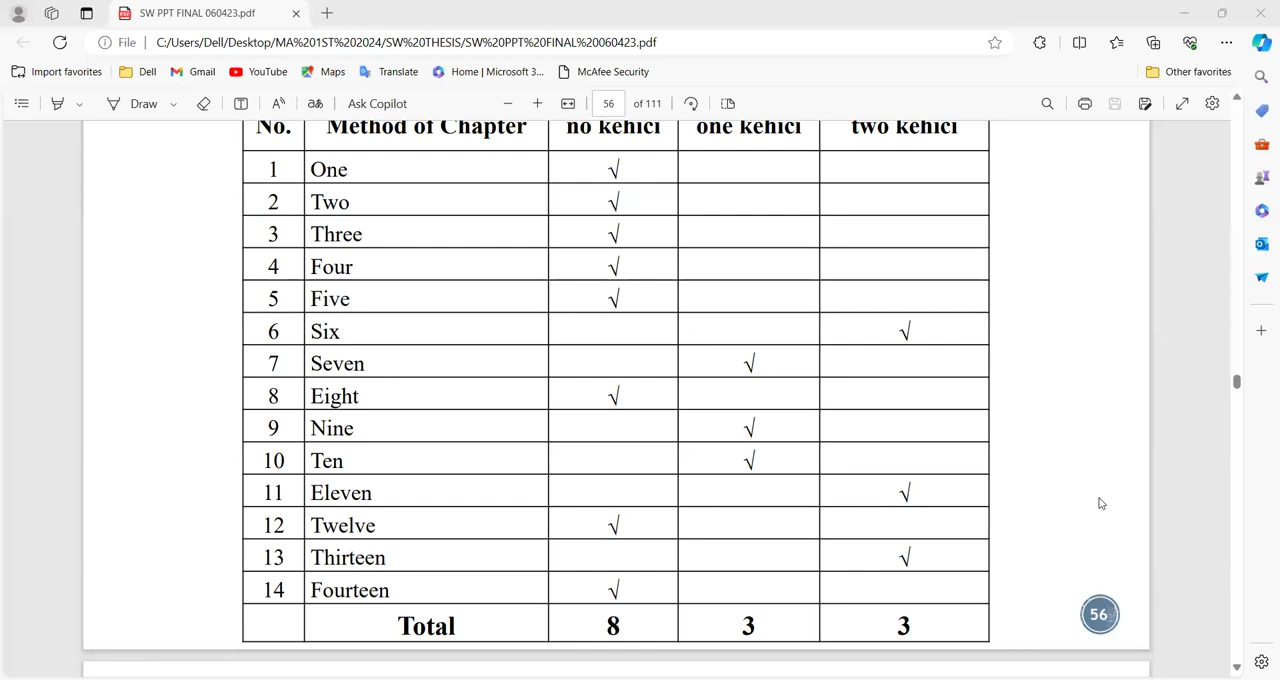 SW PPT FINAL 060423.pdf
File C:/Users/Dell/Desktop/MA%201ST%202024/SW%20THESIS/SW%20PPT%20FINAL%20060423.pdf
Import favorites Dell Gmail YouTube Maps Translate Home | Microsoft 3... McAfee Security Other favorites
Draw Ask Copilot 56 of 111
No. Method of Chapter no kehici one kehici two kehici
1 One √
2 Two √
3 Three √
4 Four √
5 Five √
6 Six √
7 Seven √
8 Eight √
9 Nine √
10 Ten √
11 Eleven √
12 Twelve √
13 Thirteen √
14 Fourteen √
Total 8 3 3
56